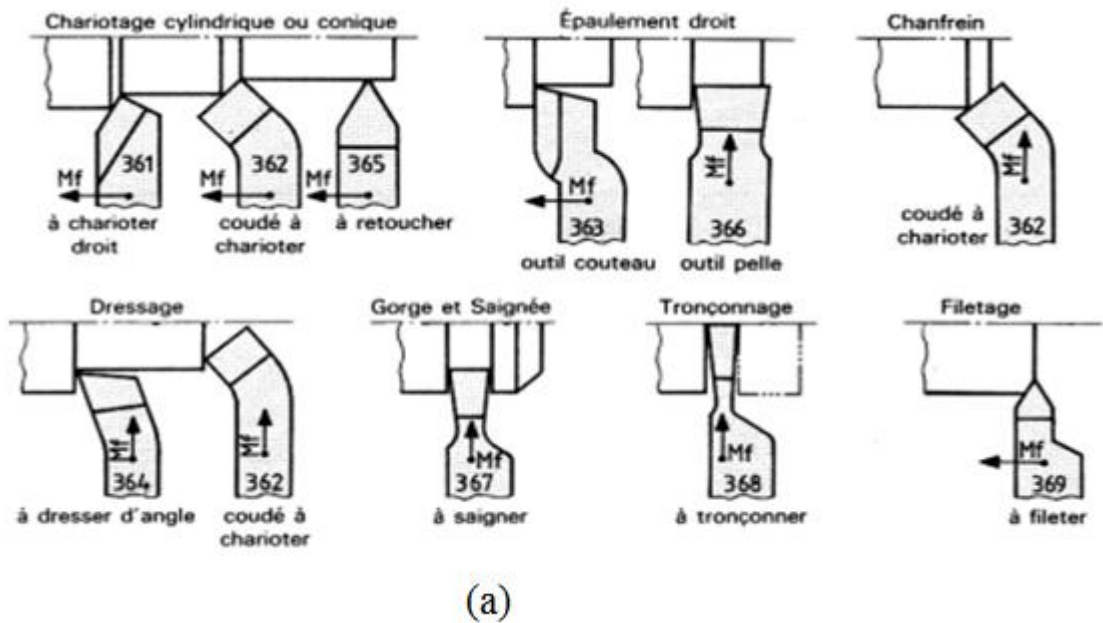 Chariotage cylindrique ou conique
Épaulement droit
Chanfrein
361
362
365
Mf
Mf
Mf
à charioter
droit
coudé à
charioter
à retoucher
Mf
363
outil couteau
Mf
366
outil pelle
Mf
coudé à
charioter
362
Dressage
Gorge et Saignée
Tronçonnage
Filetage
Mf
364
à dresser d'angle
Mf
362
coudé à
charioter
Mf
367
à saigner
Mf
368
à tronçonner
Mf
369
à fileter
(a)